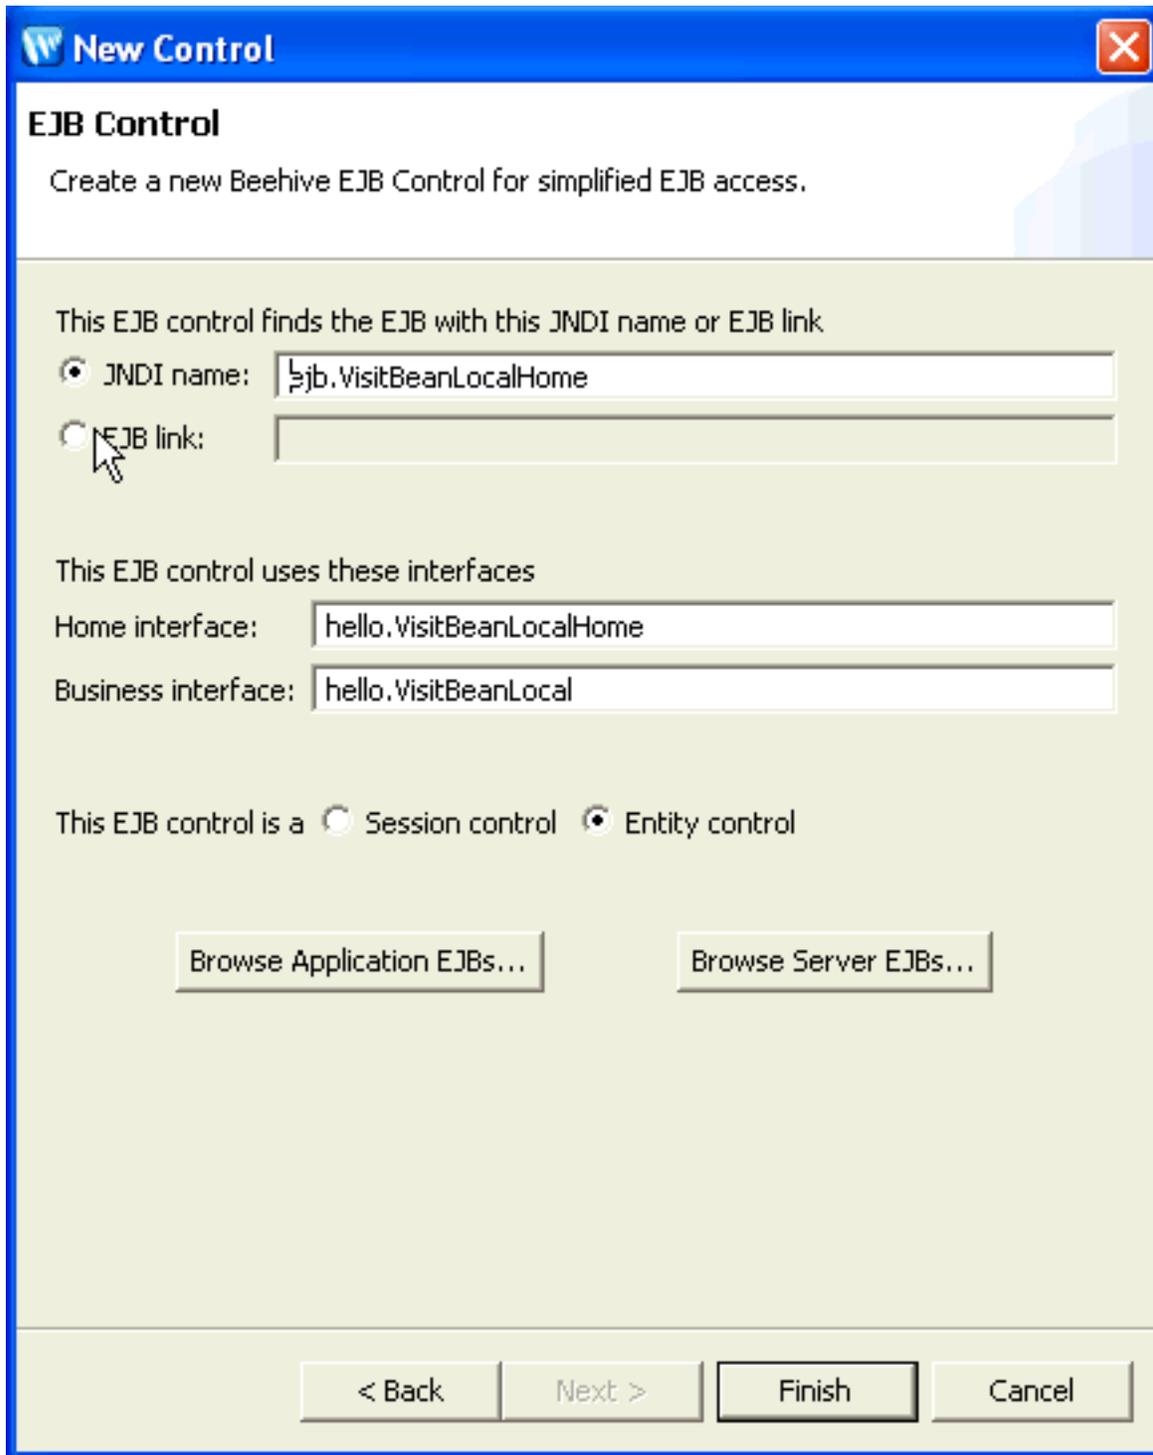 New Control
EJB Control
Create a new Beehive EJB Control for simplified EJB access.
This EJB control finds the EJB with this JNDI name or EJB link
JNDI name: ejb.VisitBeanLocalHome
EJB link:
This EJB control uses these interfaces
Home interface: hello.VisitBeanLocalHome
Business interface: hello.VisitBeanLocal
This EJB control is a Session control Entity control
Browse Application EJBs... Browse Server EJBs...
< Back Next > Finish Cancel